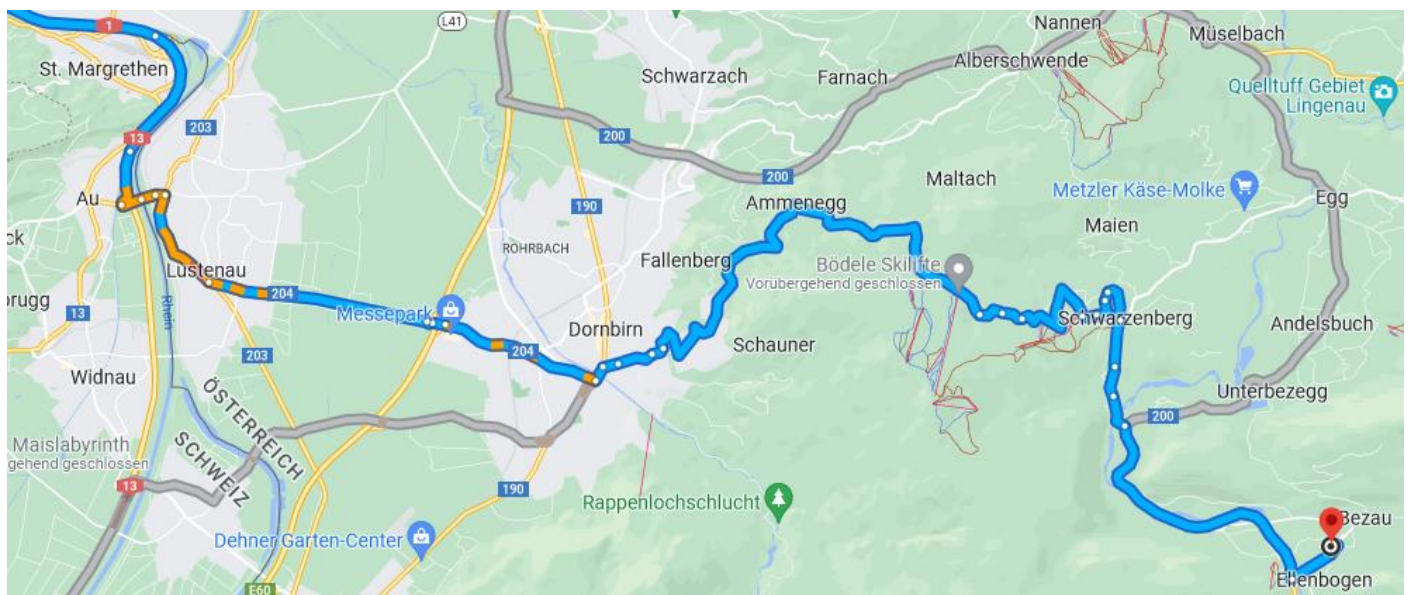 1
L41
Nannen
Müselbach
St. Margrethen
Schwarzach
Farnach
Alberschwende
Quelltuff Gebiet
Lingenau
203
13
200
200
Au
190
Maltach
Metzler Käse-Molke
Egg
Ammenegg
Maien
ROHRBACH
Fallenberg
Bödele Skilifte
Vorübergehend geschlossen
Lustenau
204
Messepark
Rhein
brugg
13
Dornbirn
Schwarzenberg
Andelsbuch
204
Schauner
203
Widnau
Unterbezegg
200
ÖSTERREICH
SCHWEIZ
Maislabyrinth
gehend geschlossen
13
190
Rappenlochschlucht
Bezau
Dehner Garten-Center
Ellenbogen
E60